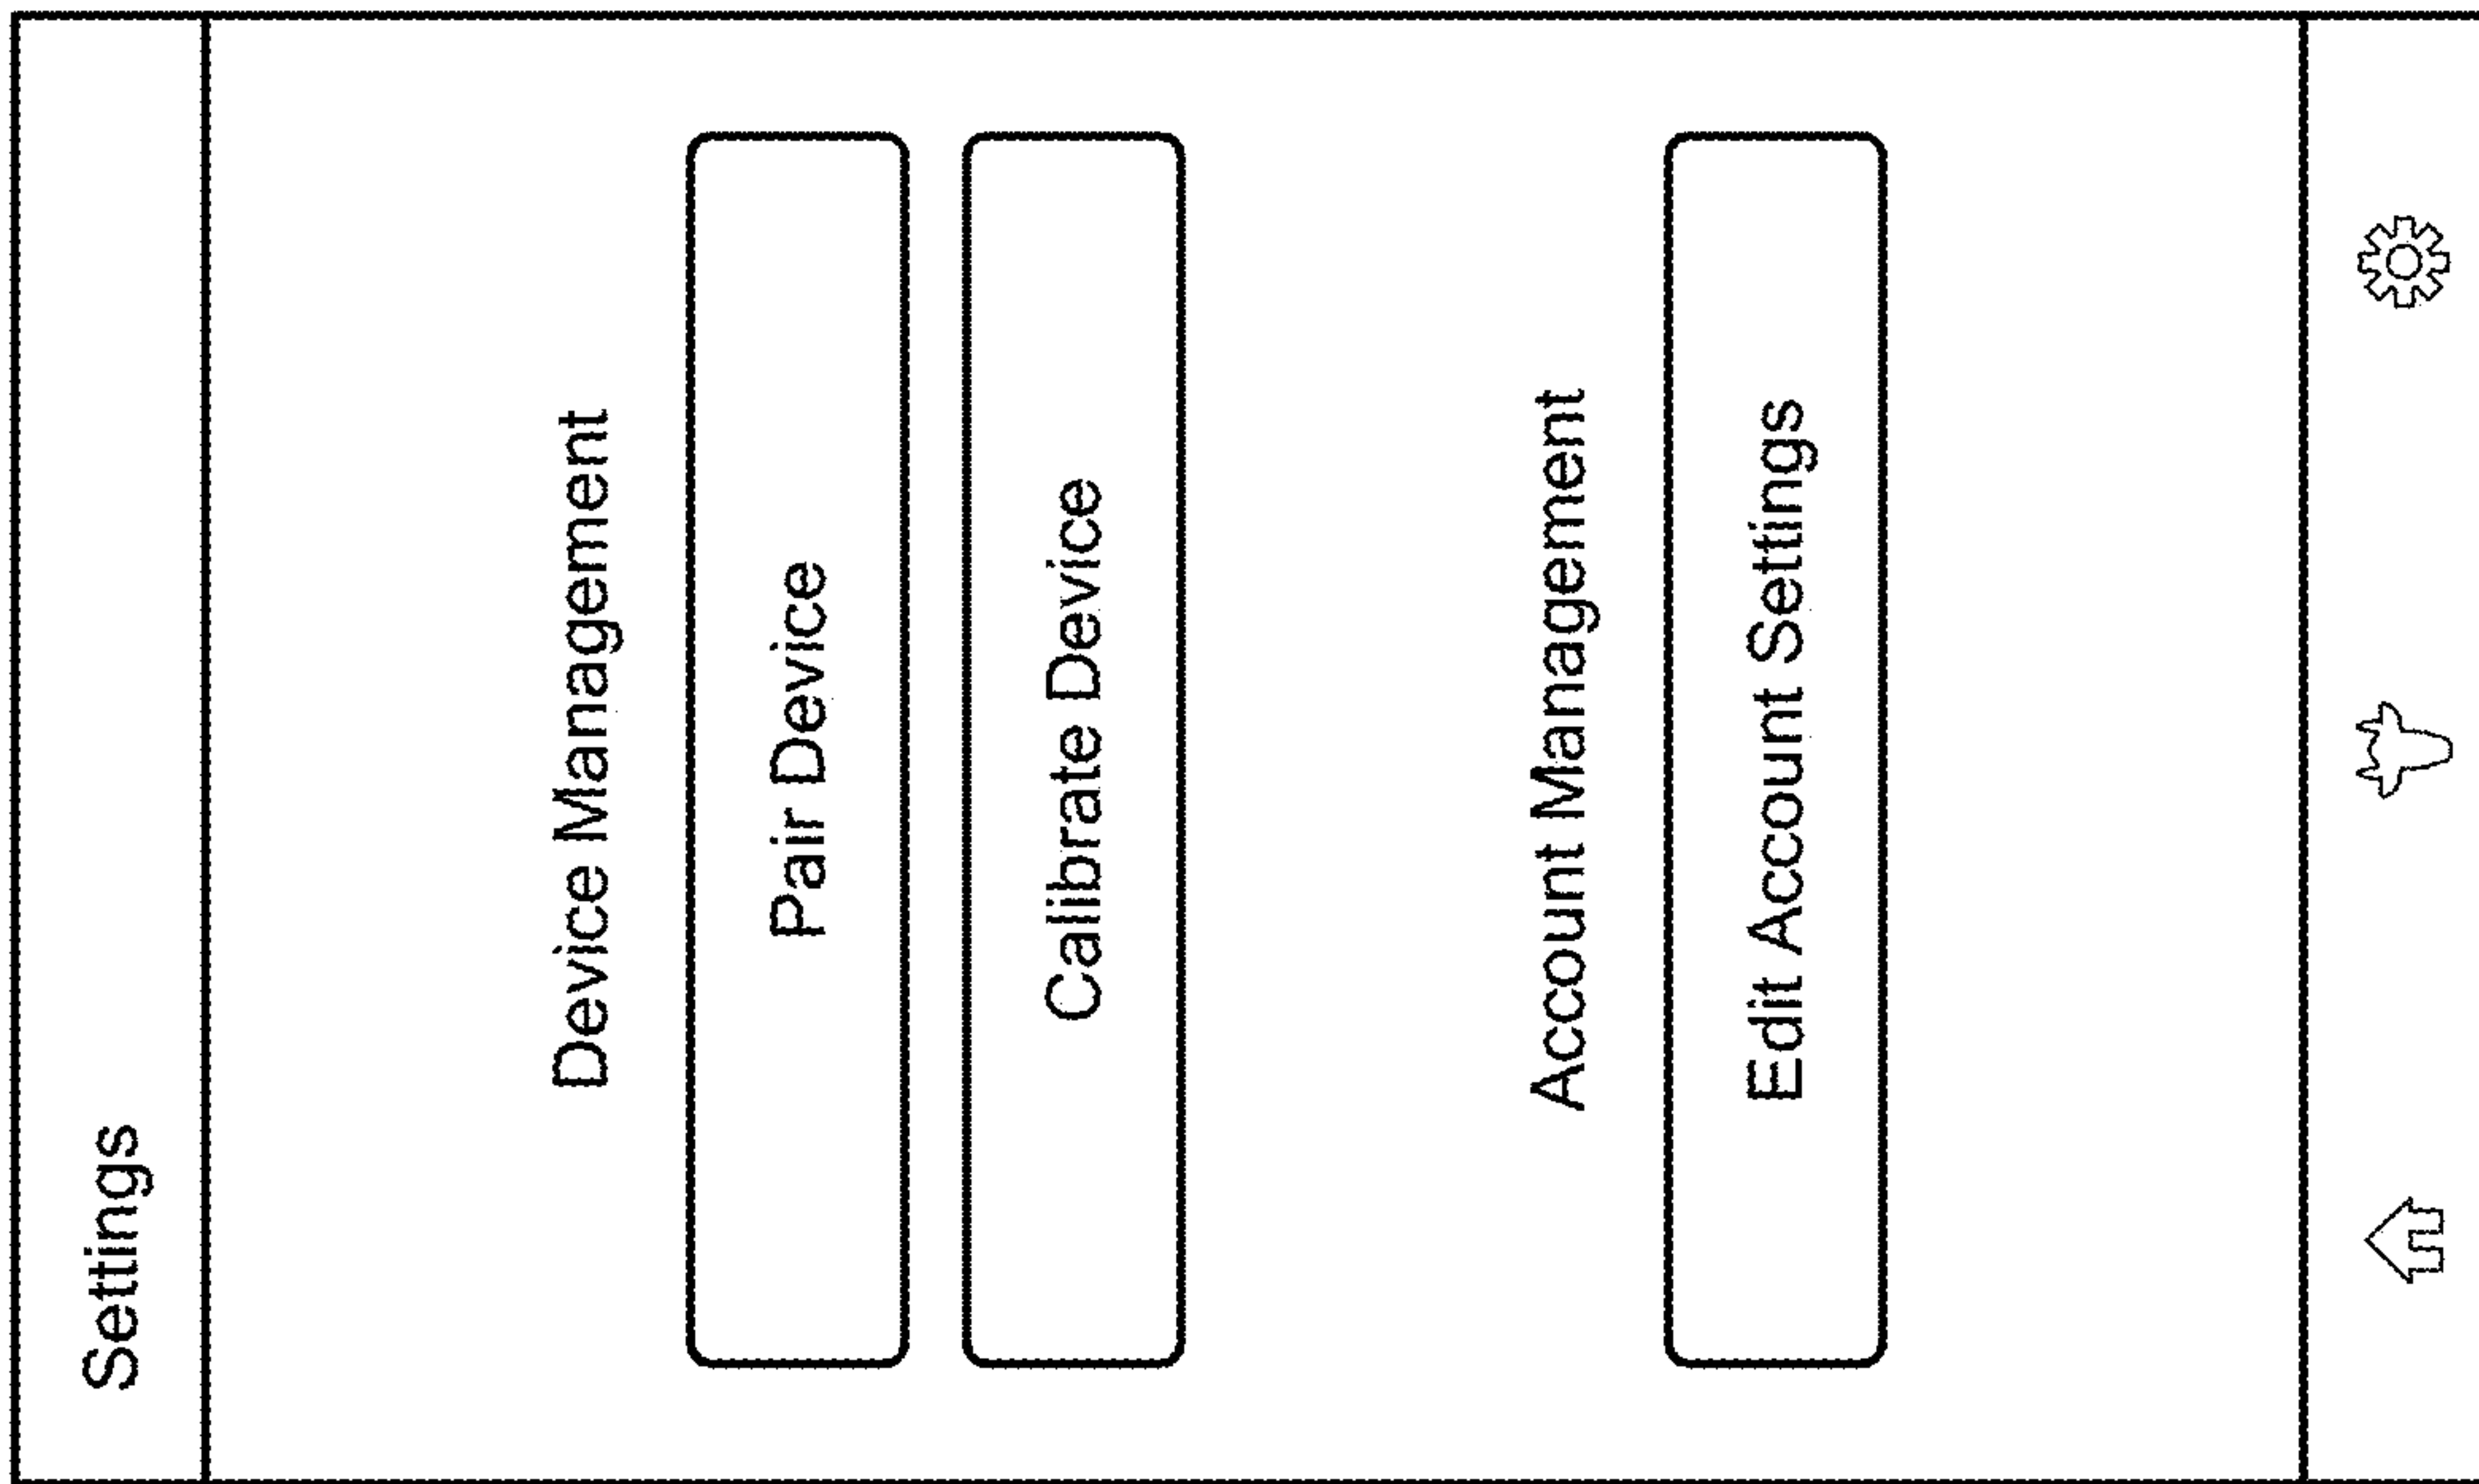 Settings
Device Management
Pair Device
Calibrate Device
Account Management
Edit Account Settings